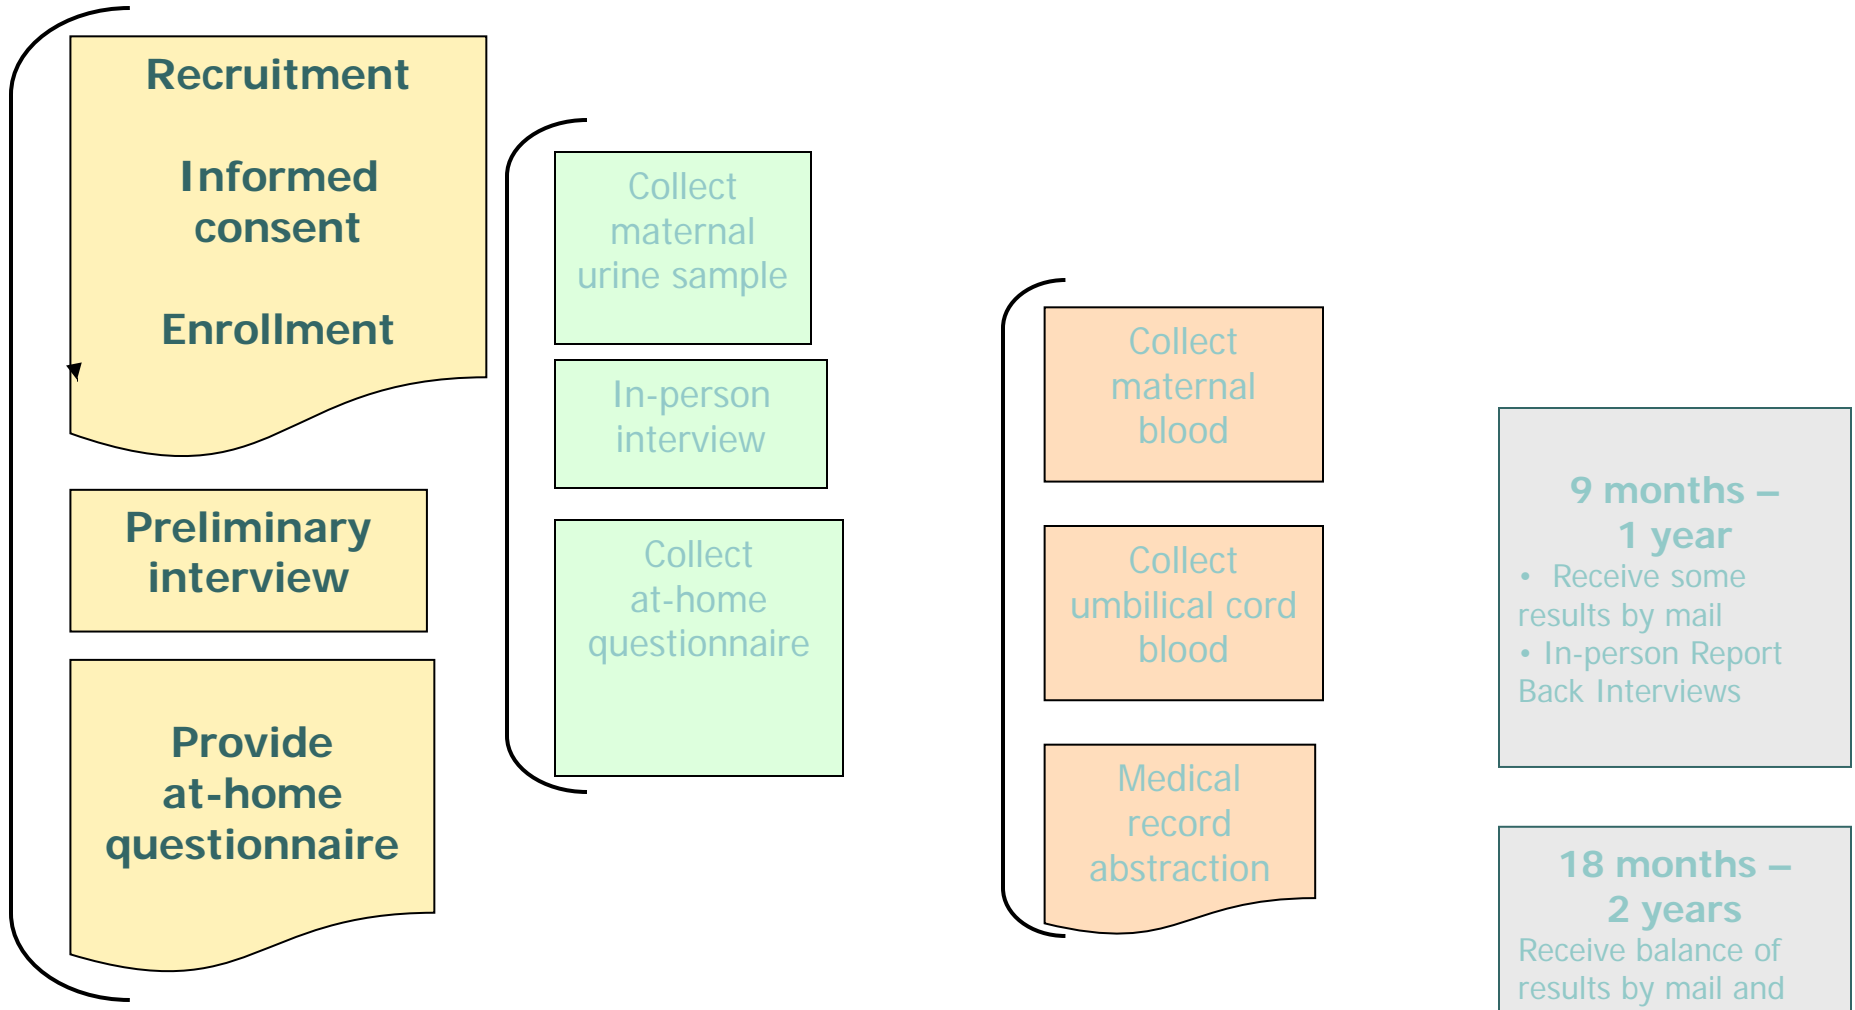 Recruitment
Informed
consent
Enrollment
Preliminary
interview
Provide
at-home
questionnaire
Collect
maternal
urine sample
In-person
interview
Collect
at-home
questionnaire
Collect
maternal
blood
Collect
umbilical cord
blood
Medical
record
abstraction
9 months –
1 year
• Receive some
results by mail
• In-person Report
Back Interviews
18 months –
2 years
Receive balance of
results by mail and